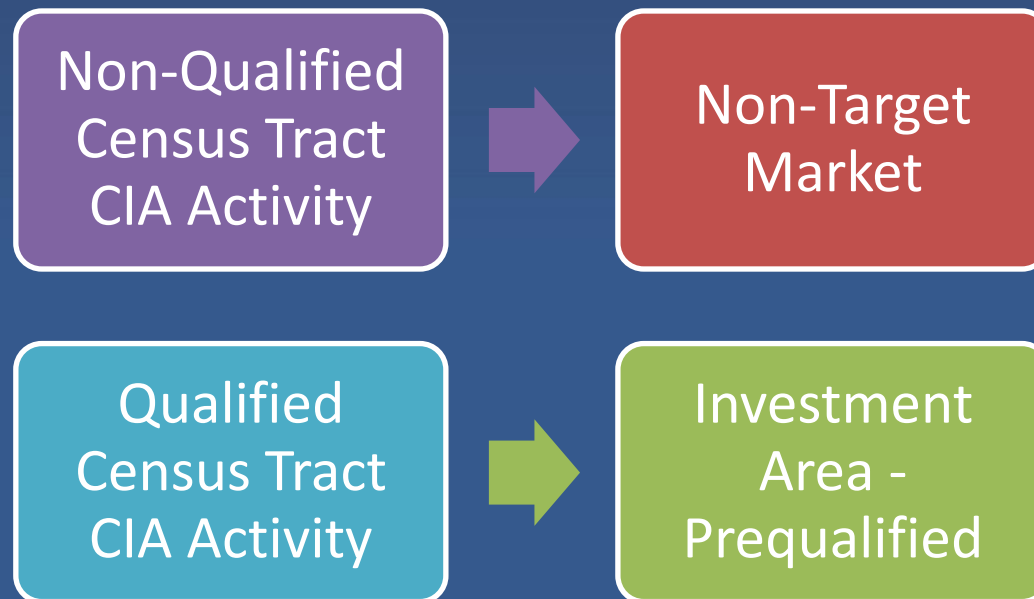 Non-Qualified
Census Tract
CIA Activity
Non-Target
Market
Qualified
Census Tract
CIA Activity
Investment
Area -
Prequalified